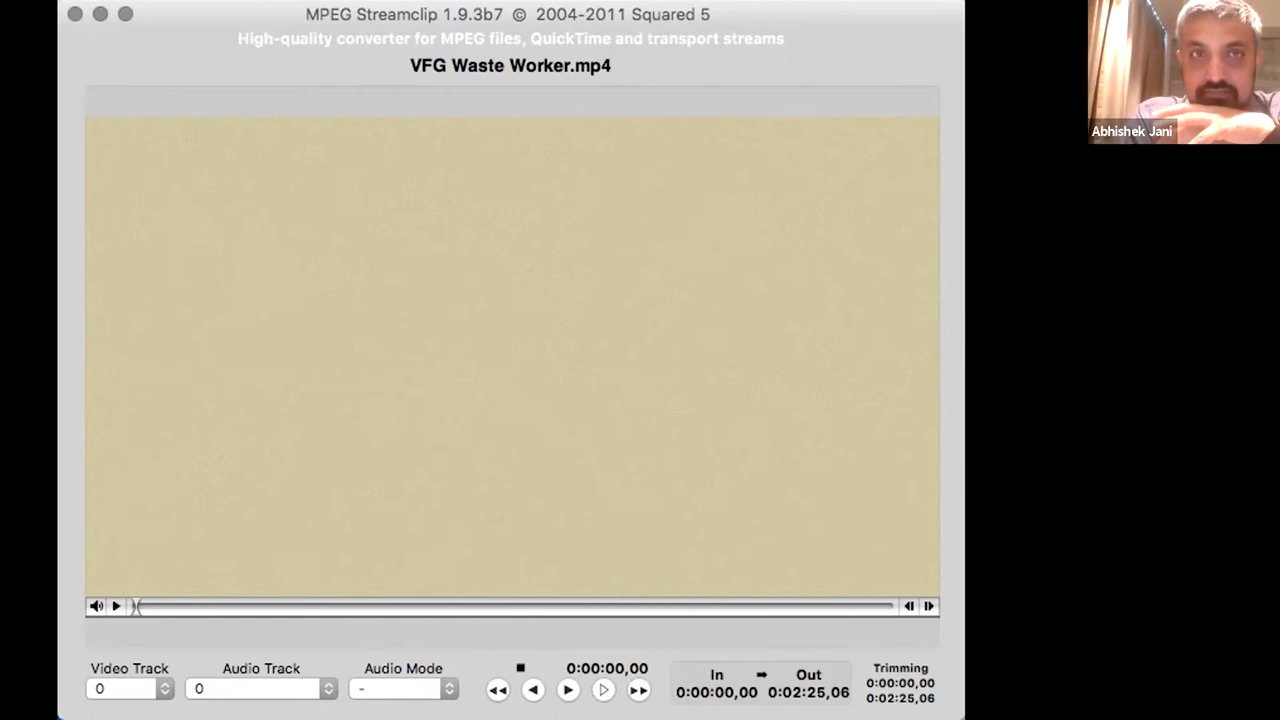 MPEG Streamclip 1.9.3b7 © 2004-2011 Squared 5
High-quality converter for MPEG files, QuickTime and transport streams
VFG Waste Worker.mp4
Abhishek Jani
Video Track
Audio Track
Audio Mode
0:00:00,00
In ➡ Out
Trimming
0
0
-
0:00:00,00 0:02:25,06
0:00:00,00
0:02:25,06